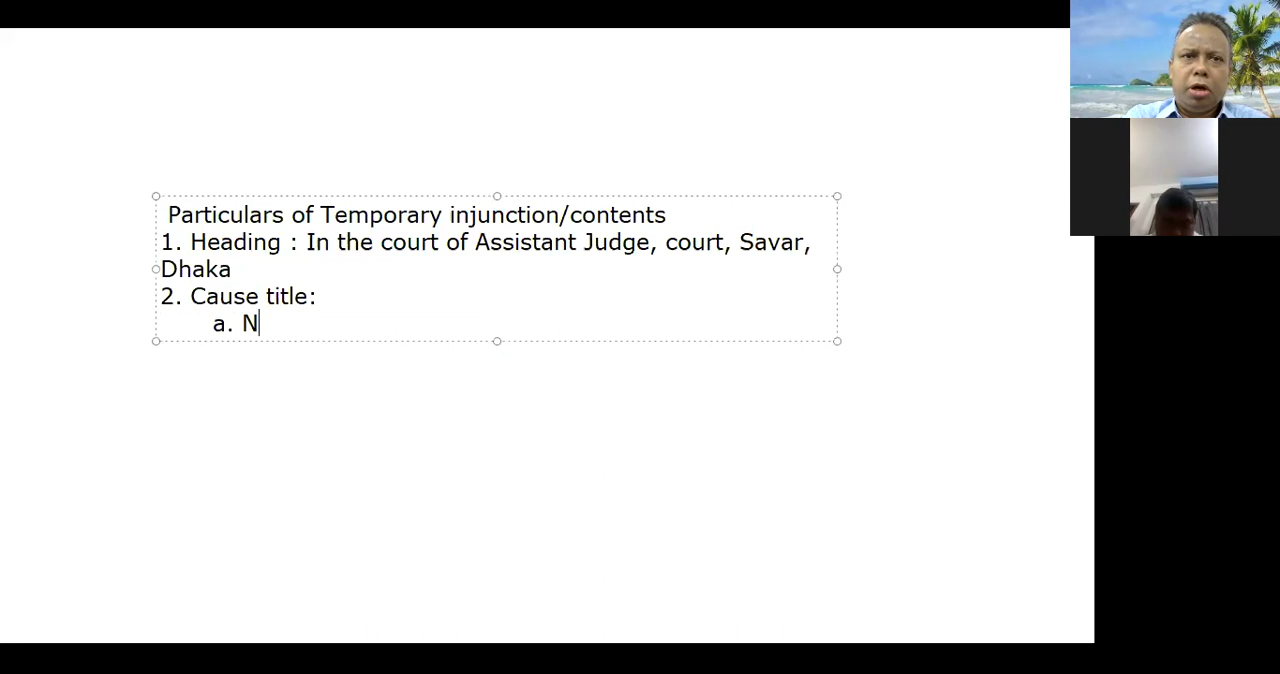 Particulars of Temporary injunction/contents
1. Heading : In the court of Assistant Judge, court, Savar,
Dhaka
2. Cause title:
a. N